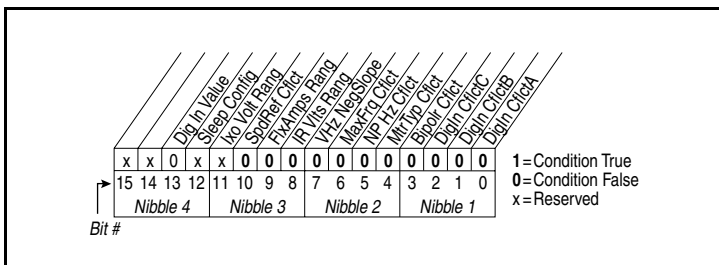 Dig In Value
Sleep Config
Ixo Volt Rang
SpdRef Cflct
FlxAmps Rang
IR Vlts Rang
VHz NegSlope
MaxFrq Cflct
NP Hz Cflct
MtrTyp Cflct
Bipolr Cflct
DigIn CflctC
DigIn CflctB
DigIn CflctA
x x 0 x x 0 0 0 0 0 0 0 0 0 0 0
1=Condition True
15 14 13 12 11 10 9 8 7 6 5 4 3 2 1 0
0=Condition False
Nibble 4 Nibble 3 Nibble 2 Nibble 1
x=Reserved
Bit #